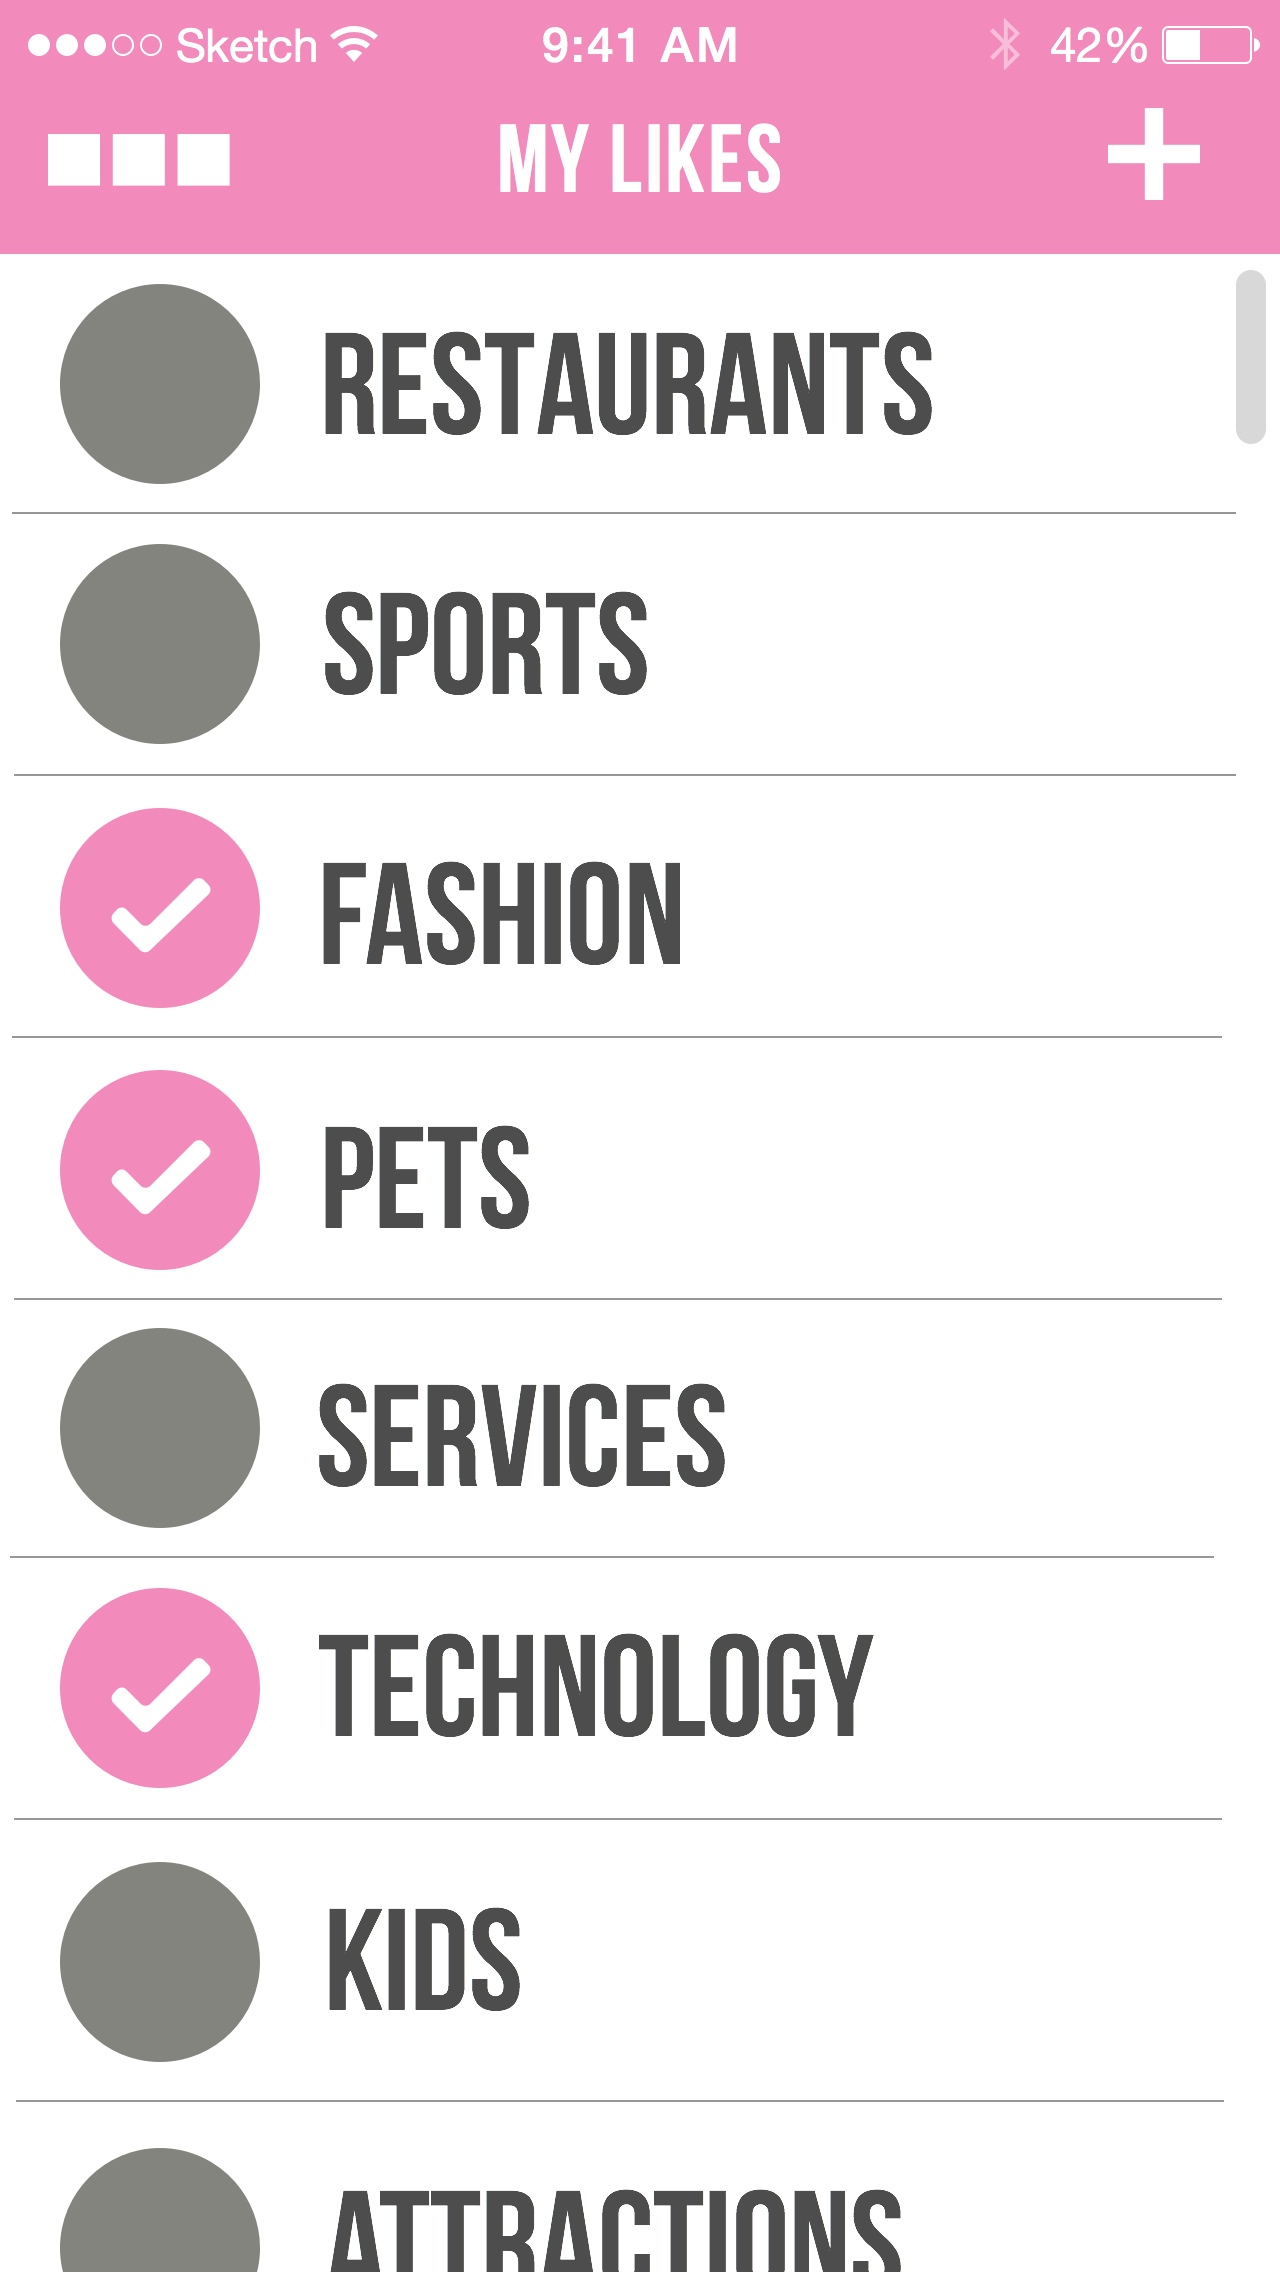 Sketch 9:41 AM 42%
MY LIKES
RESTAURANTS
SPORTS
FASHION
PETS
SERVICES
TECHNOLOGY
KIDS
ATTRACTIONS